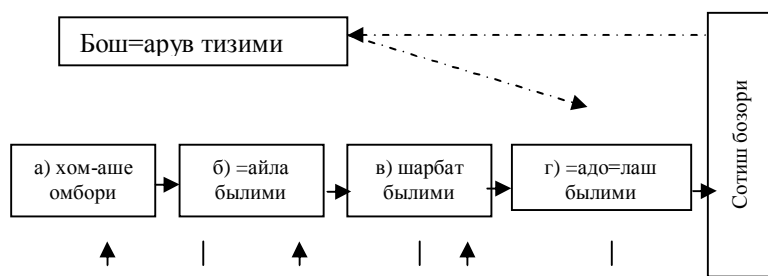 Бош=арув тизими
а) хом-аше
омбори
б) =айла
былими
в) шарбат
былими
г) =адо=лаш
былими
Сотиш бозори